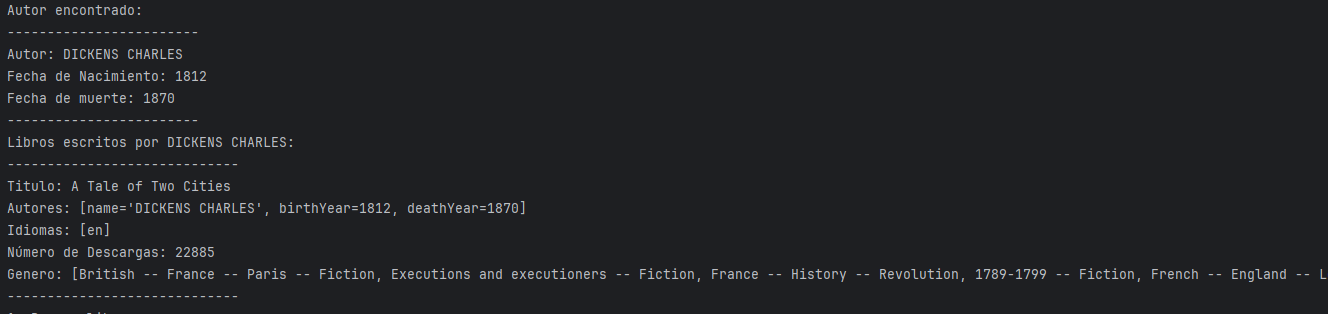 Autor encontrado:
------------------------
Autor: DICKENS CHARLES
Fecha de Nacimiento: 1812
Fecha de muerte: 1870
------------------------
Libros escritos por DICKENS CHARLES:
-----------------------------
Titulo: A Tale of Two Cities
Autores: [name='DICKENS CHARLES', birthYear=1812, deathYear=1870]
Idiomas: [en]
Número de Descargas: 22885
Genero: [British -- France -- Paris -- Fiction, Executions and executioners -- Fiction, France -- History -- Revolution, 1789-1799 -- Fiction, French -- England -- L
-----------------------------